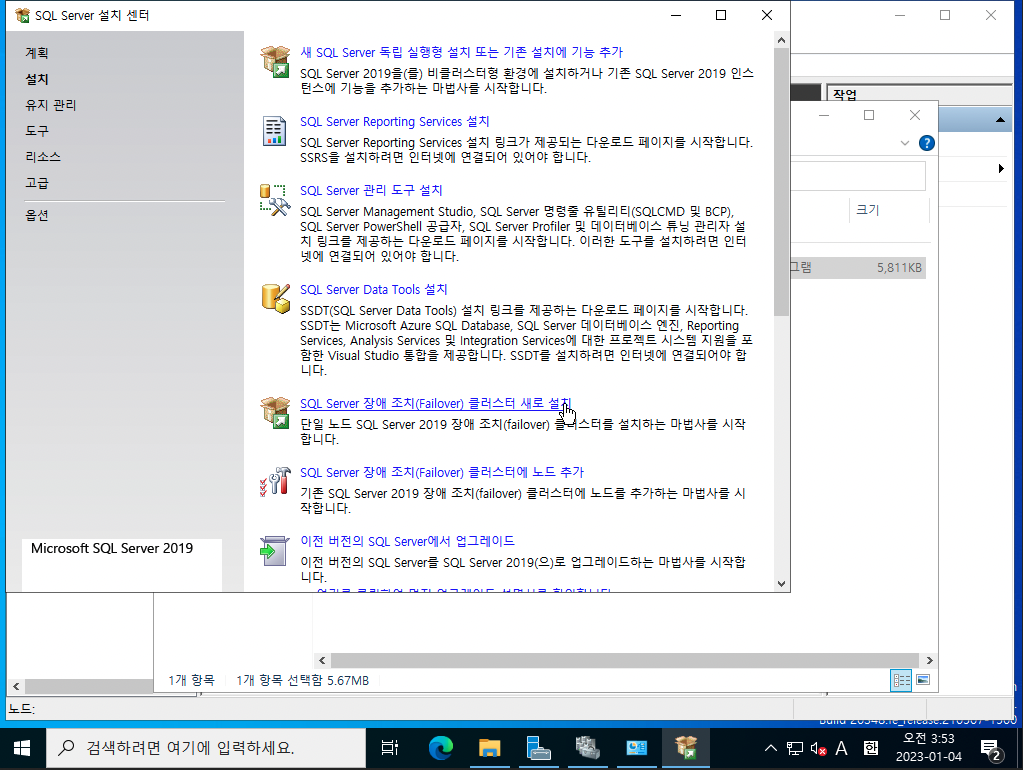 SQL Server 설치 센터
계획
설치
유지 관리
도구
리소스
고급
옵션
Microsoft SQL Server 2019
새 SQL Server 독립 실행형 설치 또는 기존 설치에 기능 추가
SQL Server 2019을(를) 비클러스터형 환경에 설치하거나 기존 SQL Server 2019 인스
턴스에 기능을 추가하는 마법사를 시작합니다.
SQL Server Reporting Services 설치
SQL Server Reporting Services 설치 링크가 제공되는 다운로드 페이지를 시작합니다.
SSRS을 설치하려면 인터넷에 연결되어 있어야 합니다.
SQL Server 관리 도구 설치
SQL Server Management Studio, SQL Server 명령줄 유틸리티(SQLCMD 및 BCP),
SQL Server PowerShell 공급자, SQL Server Profiler 및 데이터베이스 튜닝 관리자 설
치 링크를 제공하는 다운로드 페이지를 시작합니다. 이러한 도구를 설치하려면 인터
넷에 연결되어 있어야 합니다.
SQL Server Data Tools 설치
SSDT(SQL Server Data Tools) 설치 링크를 제공하는 다운로드 페이지를 시작합니다.
SSDT는 Microsoft Azure SQL Database, SQL Server 데이터베이스 엔진, Reporting
Services, Analysis Services 및 Integration Services에 대한 프로젝트 시스템 지원을 포
함한 Visual Studio 통합을 제공합니다. SSDT를 설치하려면 인터넷에 연결되어야 합
니다.
SQL Server 장애 조치(Failover) 클러스터 새로 설치
단일 노드 SQL Server 2019 장애 조치(failover) 클러스터를 설치하는 마법사를 시작
합니다.
SQL Server 장애 조치(Failover) 클러스터에 노드 추가
기존 SQL Server 2019 장애 조치(failover) 클러스터에 노드를 추가하는 마법사를 시
작합니다.
이전 버전의 SQL Server에서 업그레이드
이전 버전의 SQL Server를 SQL Server 2019(으)로 업그레이드하는 마법사를 시작합
니다.
작업
크기
그램 5,811KB
1개 항목 1개 항목 선택함 5.67MB
노드:
검색하려면 여기에 입력하세요.
A 한
오전 3:53
2023-01-04
2